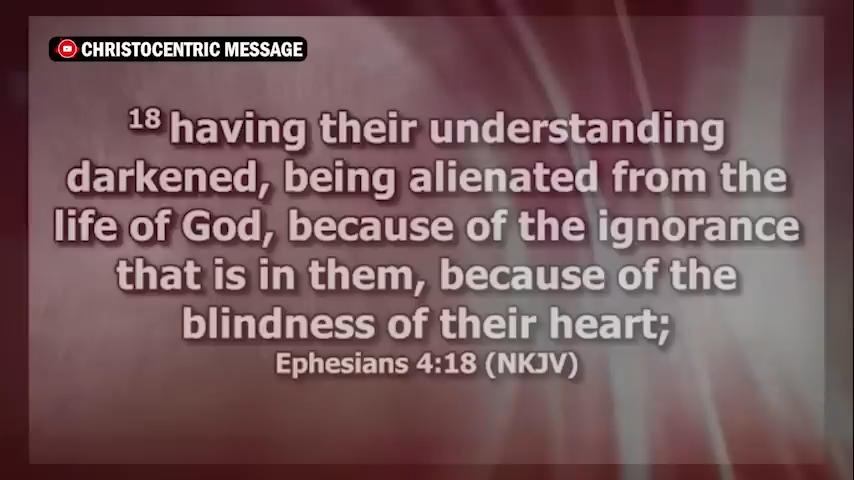 CHRISTOCENTRIC MESSAGE
18 having their understanding
darkened, being alienated from the
life of God, because of the ignorance
that is in them, because of the
blindness of their heart;
Ephesians 4:18 (NKJV)